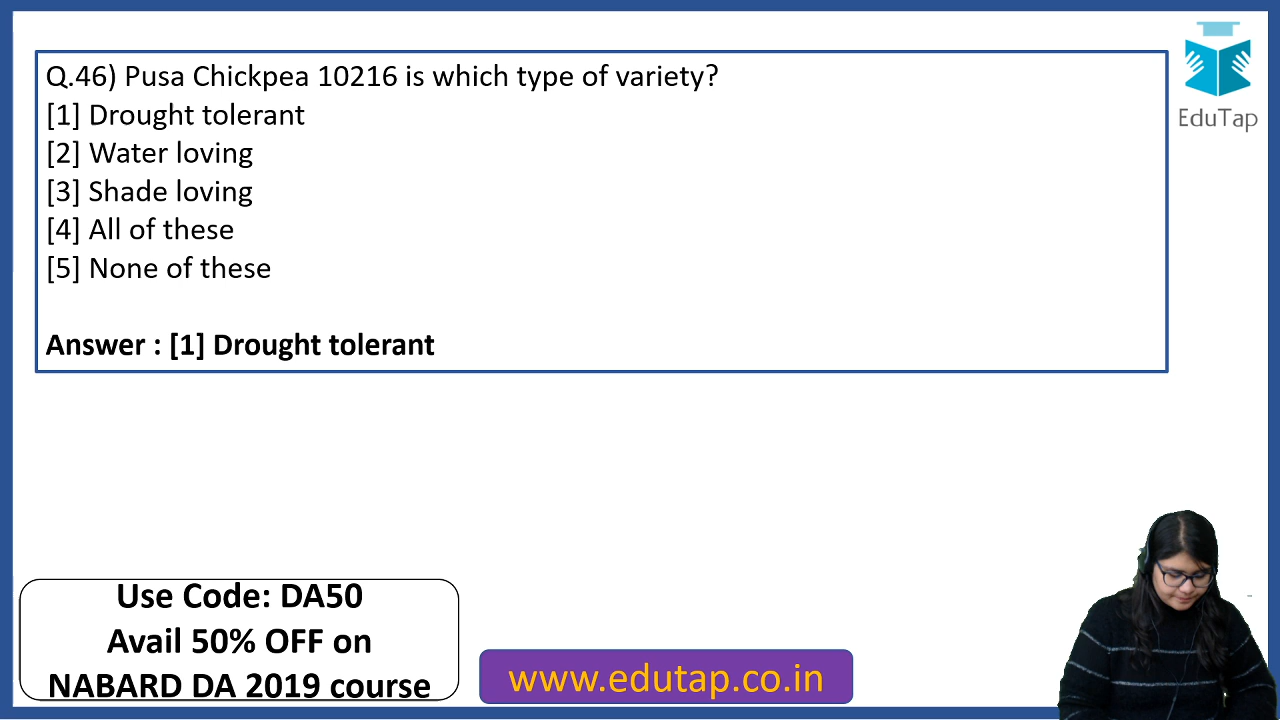 Q.46) Pusa Chickpea 10216 is which type of variety?
[1] Drought tolerant
[2] Water loving
[3] Shade loving
[4] All of these
[5] None of these
Answer : [1] Drought tolerant
EduTap
Use Code: DA50
Avail 50% OFF on
NABARD DA 2019 course
www.edutap.co.in